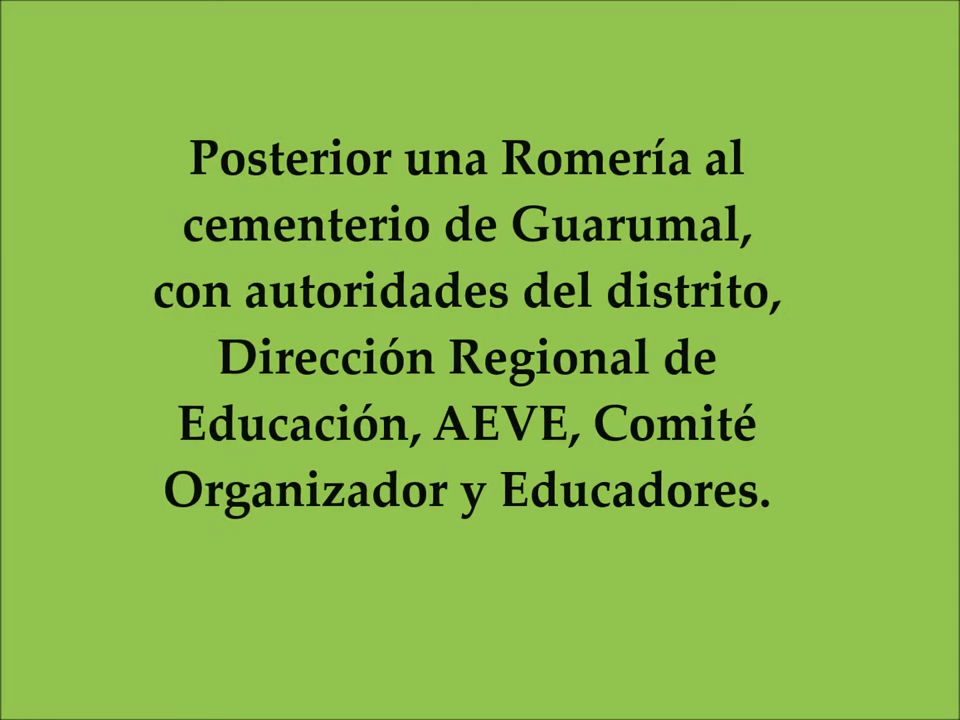 Posterior una Romería al
cementerio de Guarumal,
con autoridades del distrito,
Dirección Regional de
Educación, AEVE, Comité
Organizador y Educadores.